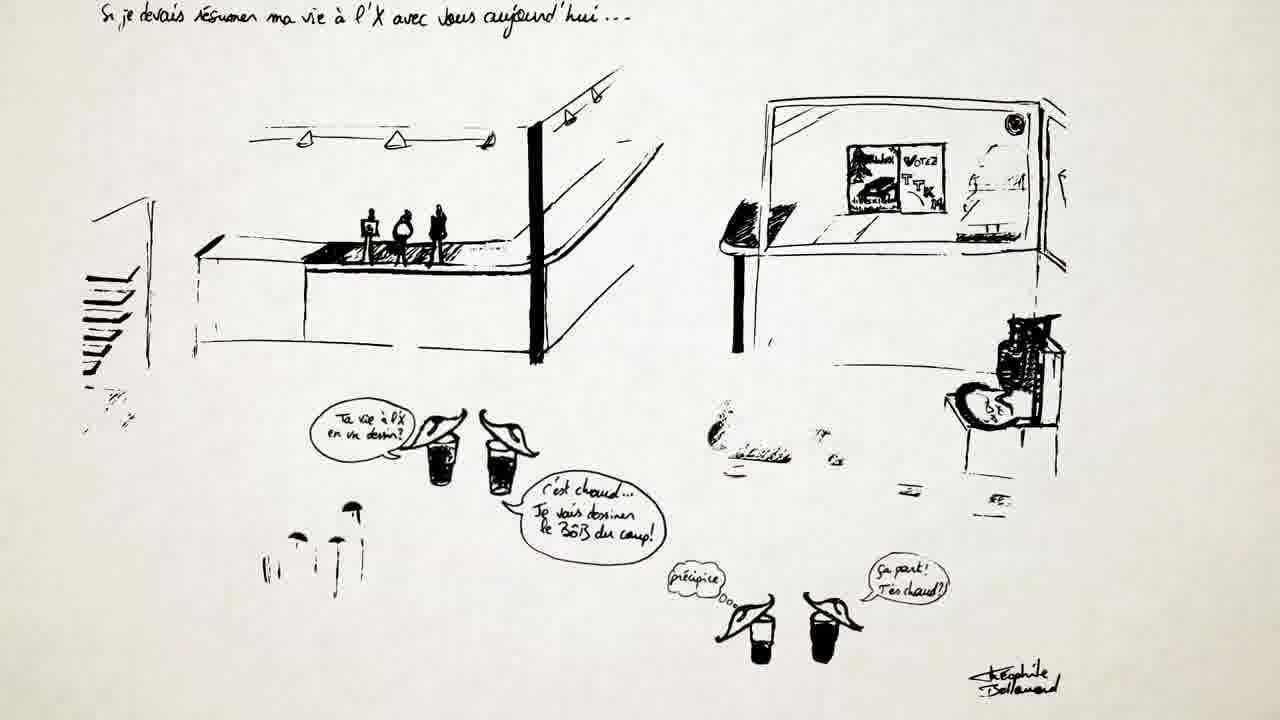 Si je devais résumer ma vie à l'X avec vous aujourd'hui...
VOTEZ
TTK
Ta vie à l'X
en un dessin?
C'est chaud...
Je vais dessiner
le BôB du coup!
précipice
Ça part!
T'es chaud?
Théophile